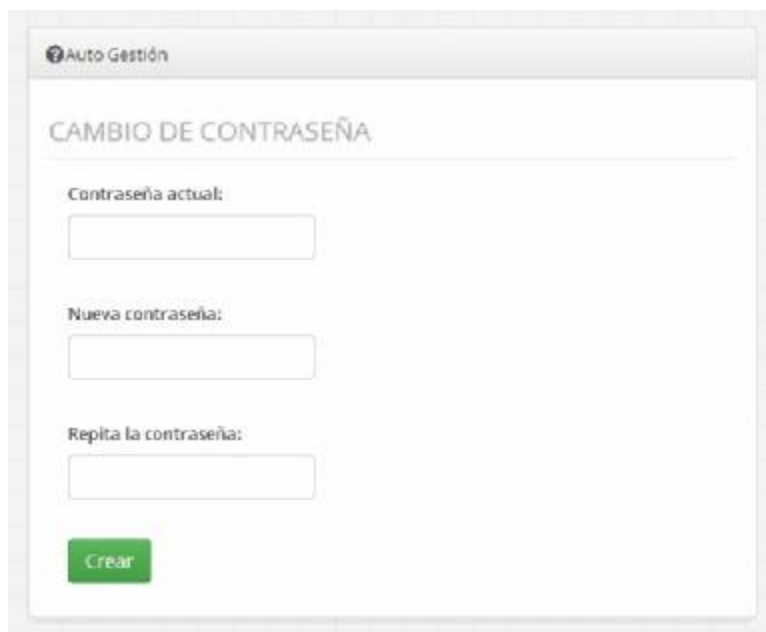 Auto Gestión
CAMBIO DE CONTRASEÑA
Contraseña actual:
Nueva contraseña:
Repita la contraseña:
Crear